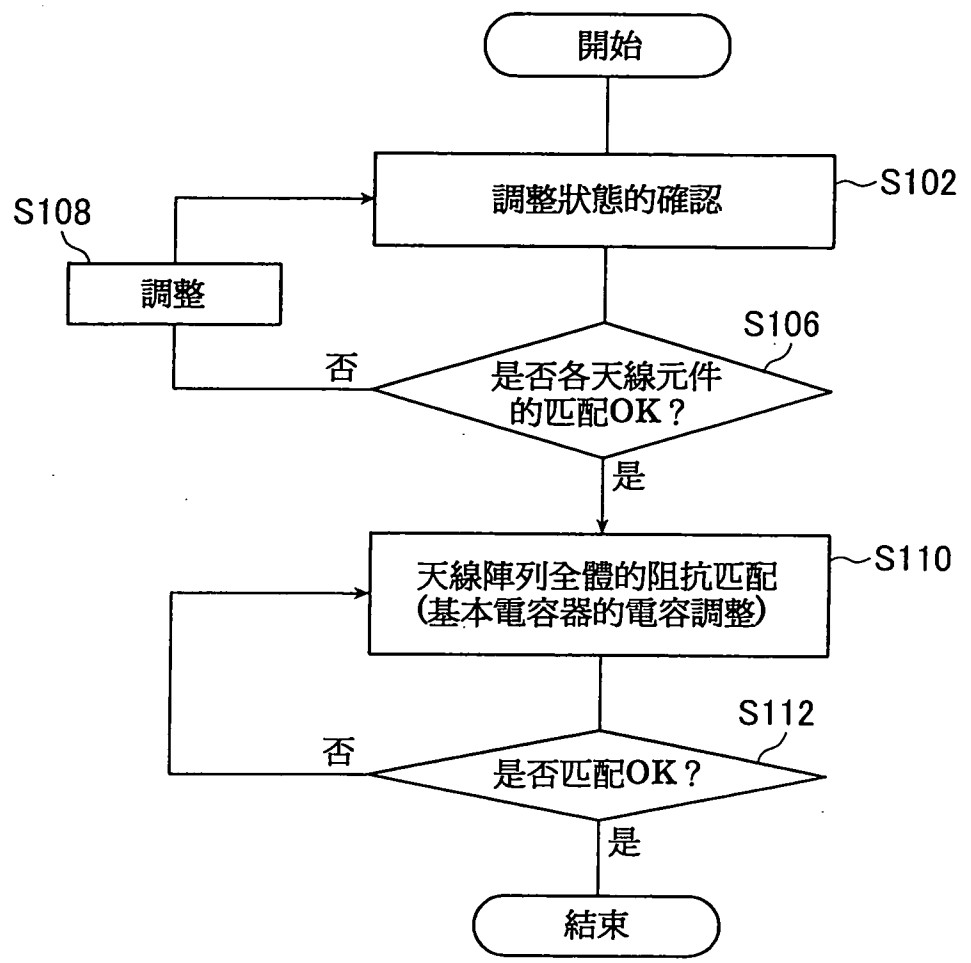 開始
調整狀態的確認
S102
S108
調整
S106
是否各天線元件
的匹配OK？
否
是
天線陣列全體的阻抗匹配
(基本電容器的電容調整)
S110
S112
是否匹配OK？
否
是
結束